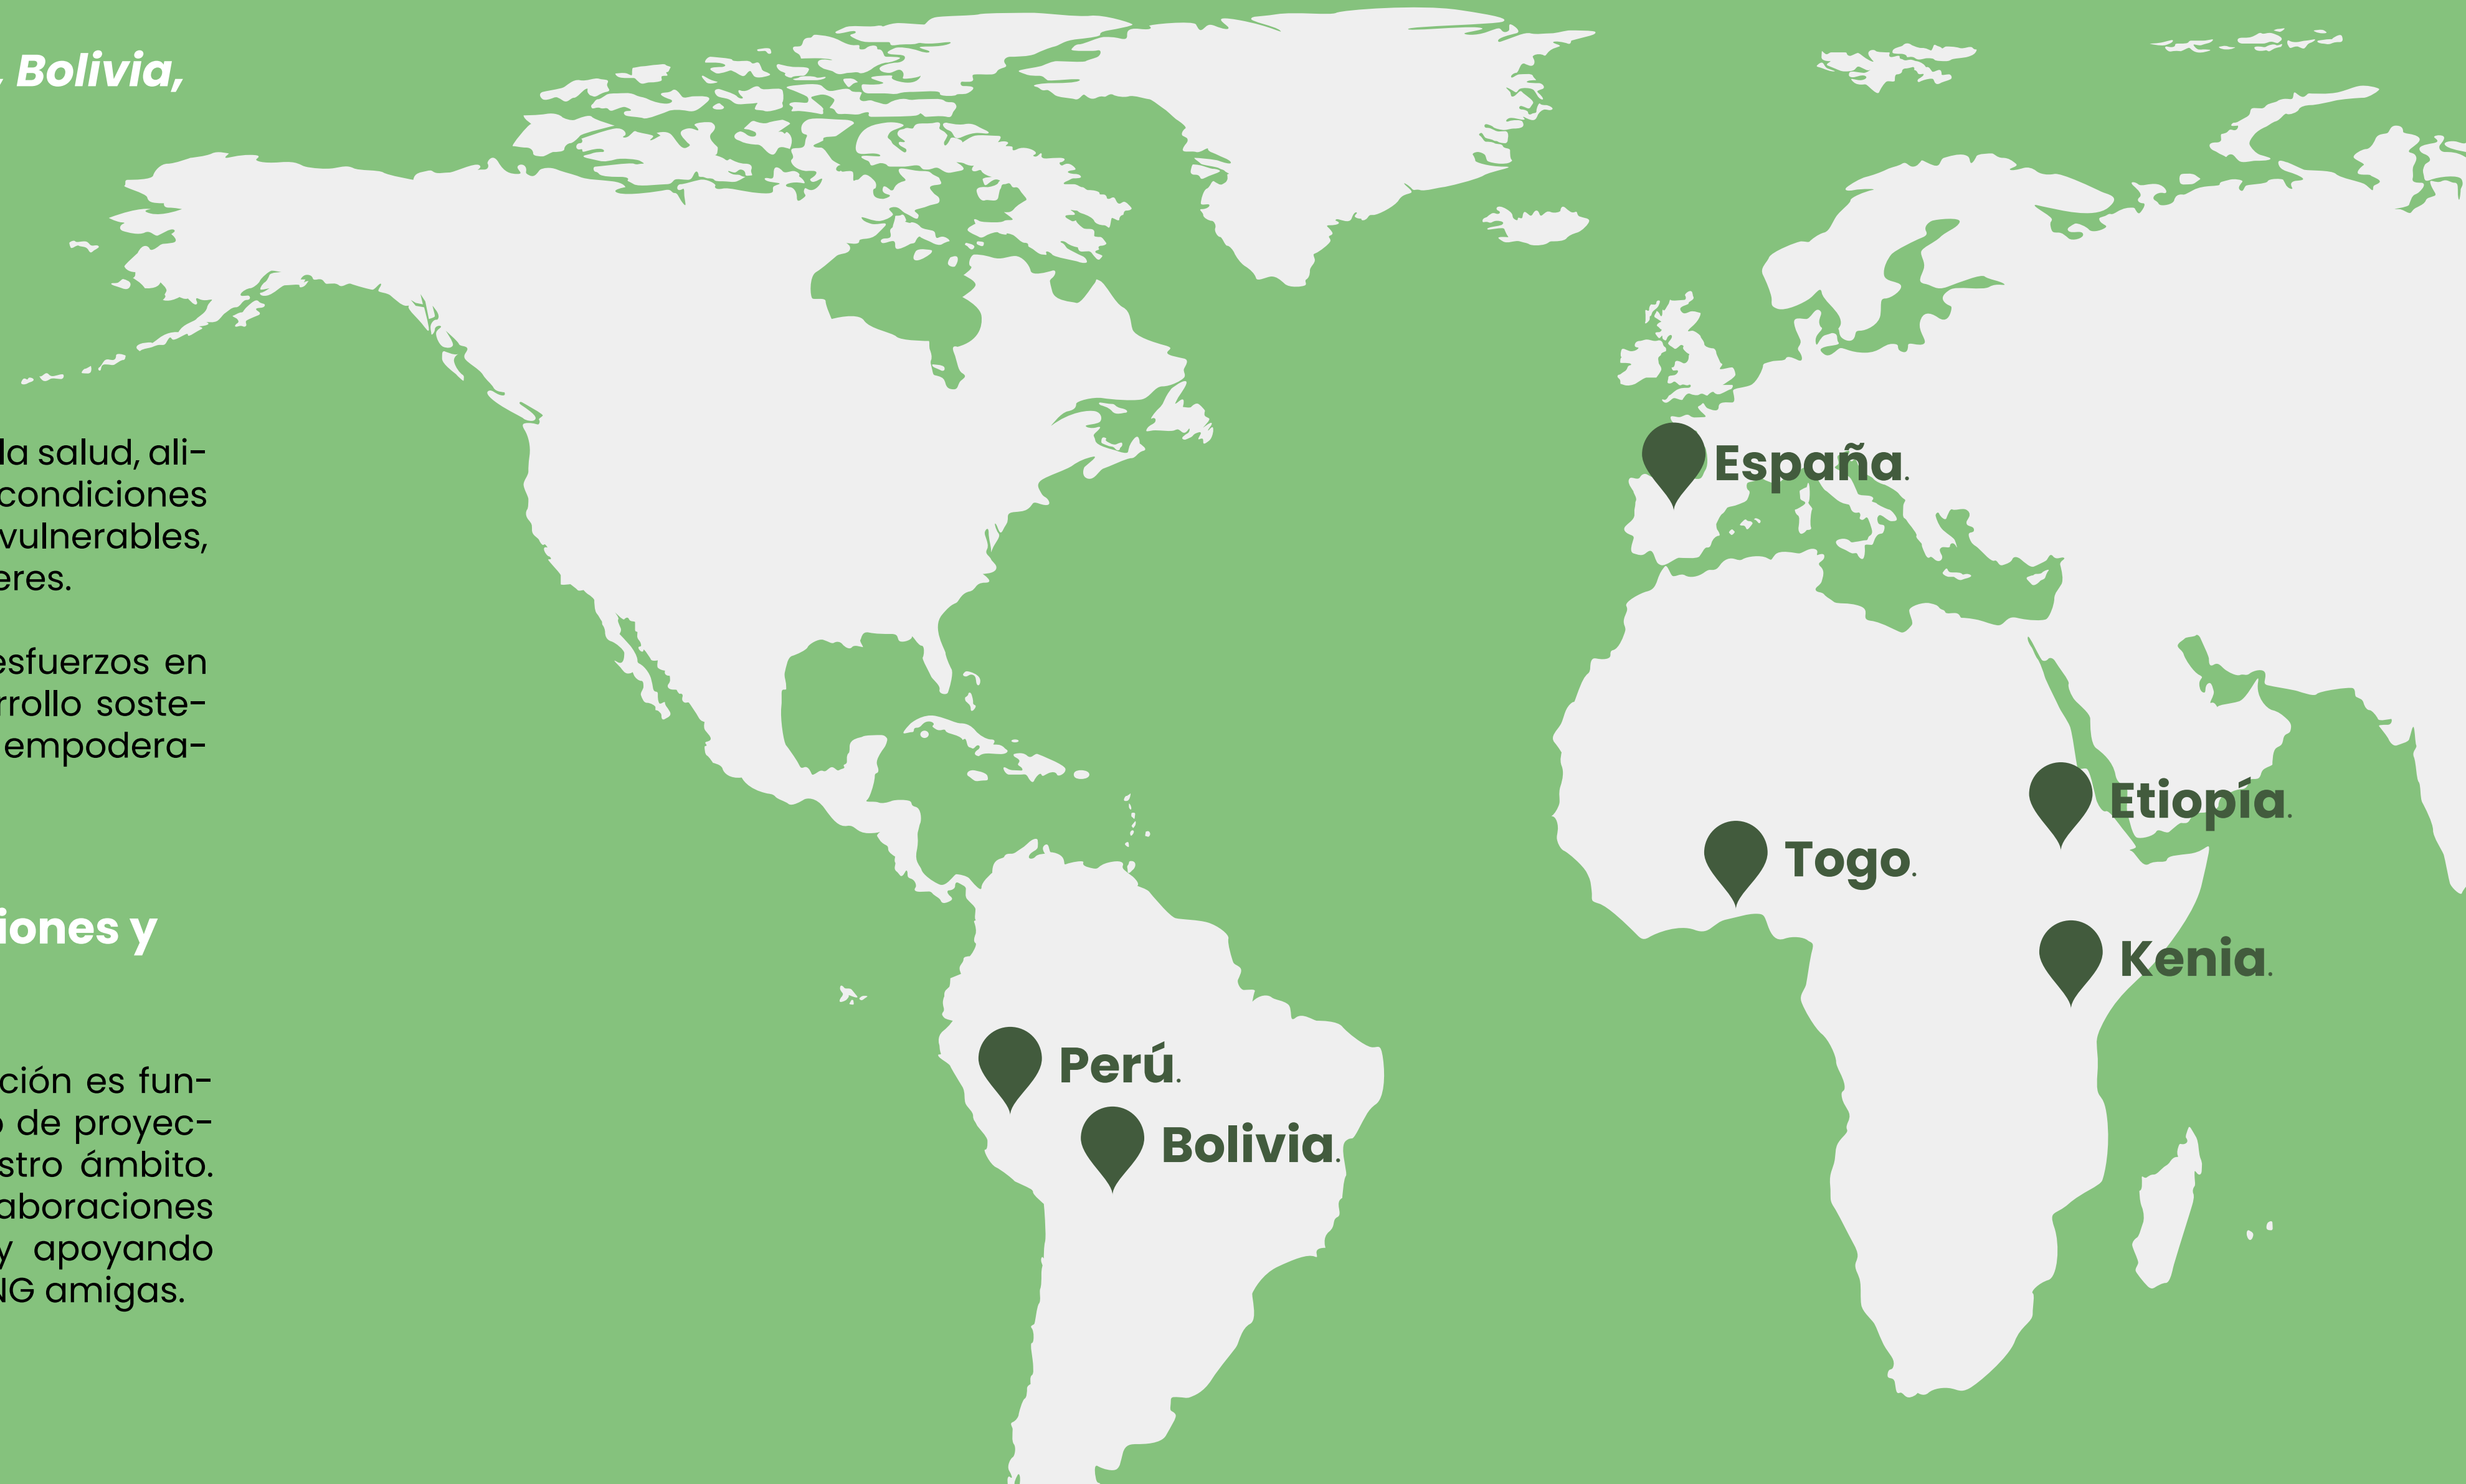 , Bolivia,
la salud, ali-
condiciones
vulnerables,
eres.
esfuerzos en
rrollo soste-
empodera-
iones y
ción es fun-
o de proyec-
stro ámbito.
aboraciones
y apoyando
NG amigas.
España.
Etiopía.
Togo.
Kenia.
Perú.
Bolivia.